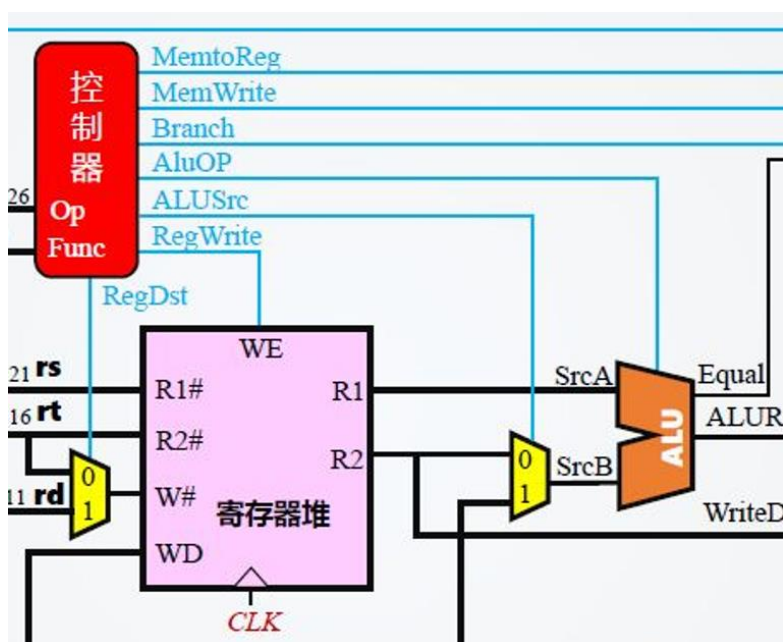 MemtoReg
控制器
MemWrite
Branch
AluOP
26
Op
ALUSrc
Func
RegWrite
RegDst
WE
21 rs
R1#
R1
SrcA
Equal
16 rt
R2#
R2
ALU
ALUR
0
1
SrcB
11 rd
0
1
W#
寄存器堆
WriteD
WD
CLK